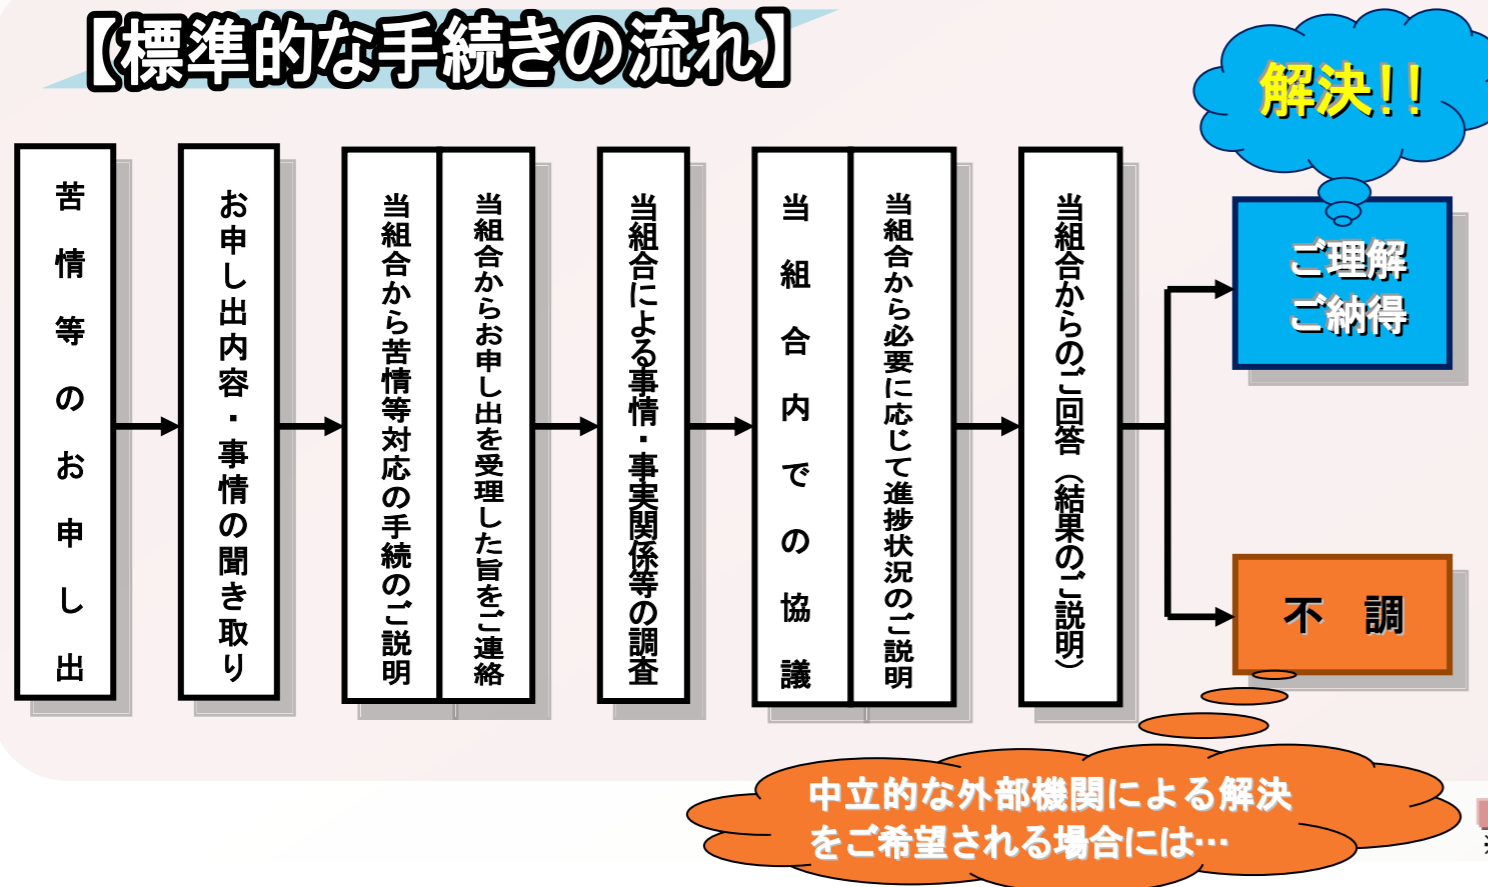 【標準的な手続きの流れ】
苦情等のお申し出
お申し出内容・事情の聞き取り
当組合から苦情等対応の手続のご説明
当組合からお申し出を受理した旨をご連絡
当組合による事情・事実関係等の調査
当組合内での協議
当組合から必要に応じて進捗状況のご説明
当組合からのご回答（結果のご説明）
解決!!
ご理解
ご納得
不　調
中立的な外部機関による解決
をご希望される場合には…